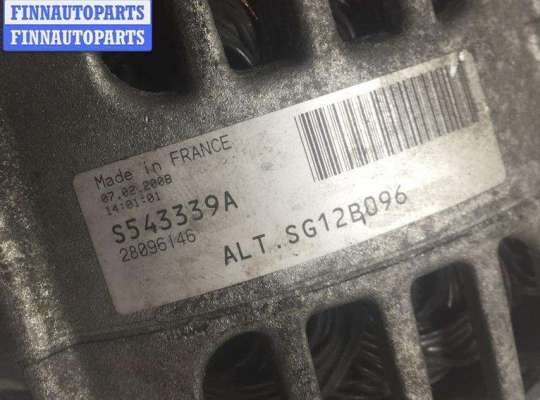 FINNAUTOPARTS
FINNAUTOPARTS
Made in FRANCE
07.02.2008
14:01:01
S543339A
28096146
ALT.SG12B096